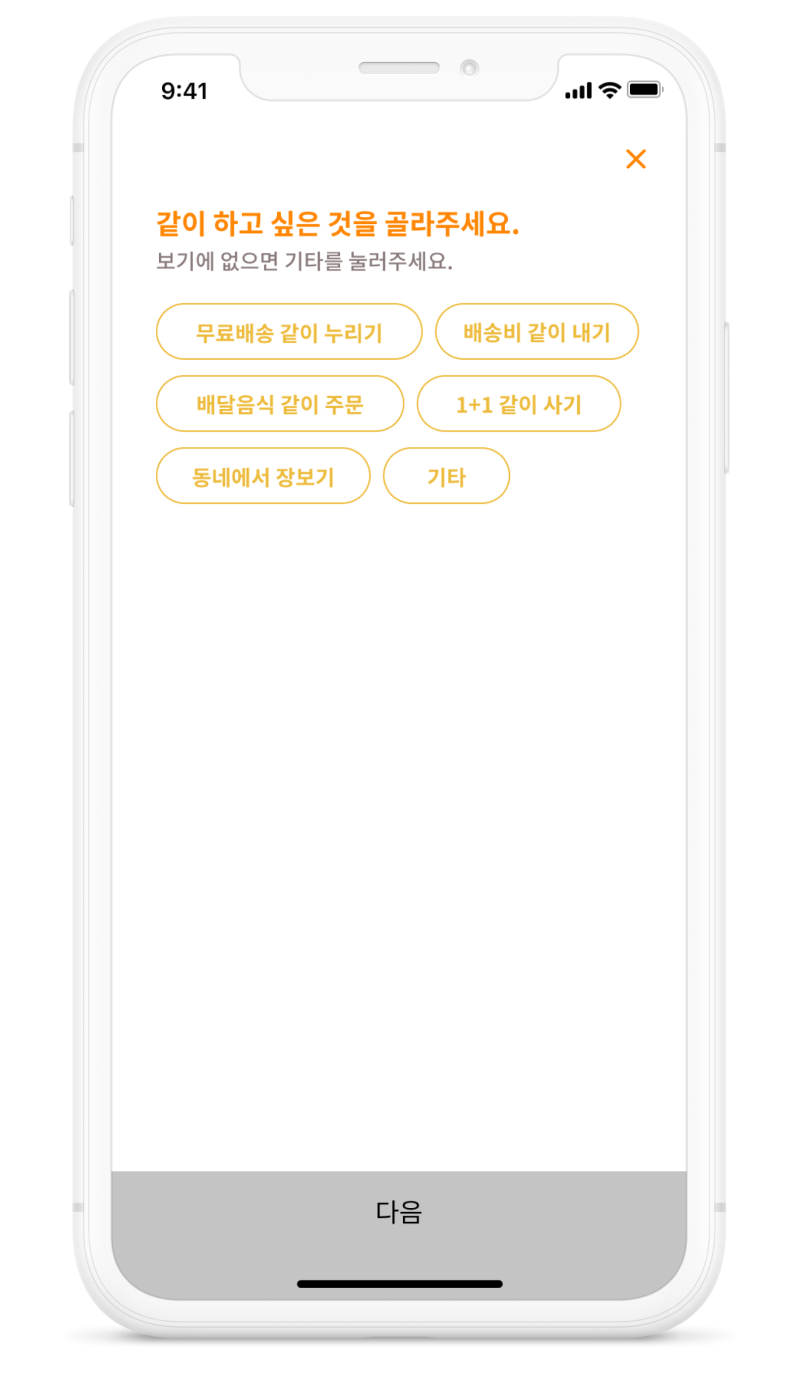 9:41
같이 하고 싶은 것을 골라주세요.
보기에 없으면 기타를 눌러주세요.
무료배송 같이 누리기 배송비 같이 내기
배달음식 같이 주문 1+1 같이 사기
동네에서 장보기 기타
다음